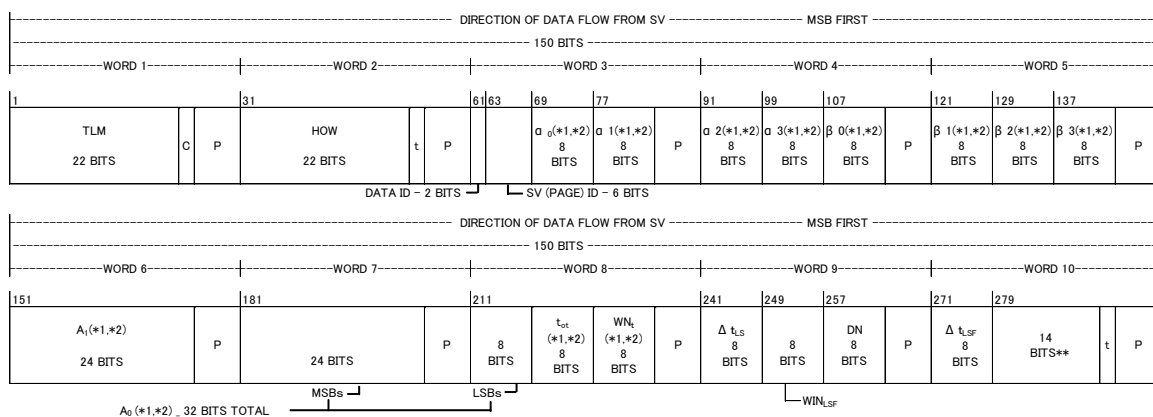 DIRECTION OF DATA FLOW FROM SV MSB FIRST
150 BITS
WORD 1 WORD 2 WORD 3 WORD 4 WORD 5
1 31 61 63 69 77 91 99 107 121 129 137
TLM 22 BITS C P HOW 22 BITS t P α 0(*1,*2) 8 BITS α 1(*1,*2) 8 BITS P α 2(*1,*2) 8 BITS α 3(*1,*2) 8 BITS β 0(*1,*2) 8 BITS P β 1(*1,*2) 8 BITS β 2(*1,*2) 8 BITS β 3(*1,*2) 8 BITS P
DATA ID - 2 BITS SV (PAGE) ID - 6 BITS
DIRECTION OF DATA FLOW FROM SV MSB FIRST
150 BITS
WORD 6 WORD 7 WORD 8 WORD 9 WORD 10
151 181 211 241 249 257 271 279
A1(*1,*2) 24 BITS P 24 BITS P 8 BITS tot (*1,*2) 8 BITS WNt (*1,*2) 8 BITS P Δ tLS 8 BITS 8 BITS DN 8 BITS P Δ tLSF 8 BITS 14 BITS** t P
MSBs LSBs WINLSF
A0 (*1,*2) - 32 BITS TOTAL